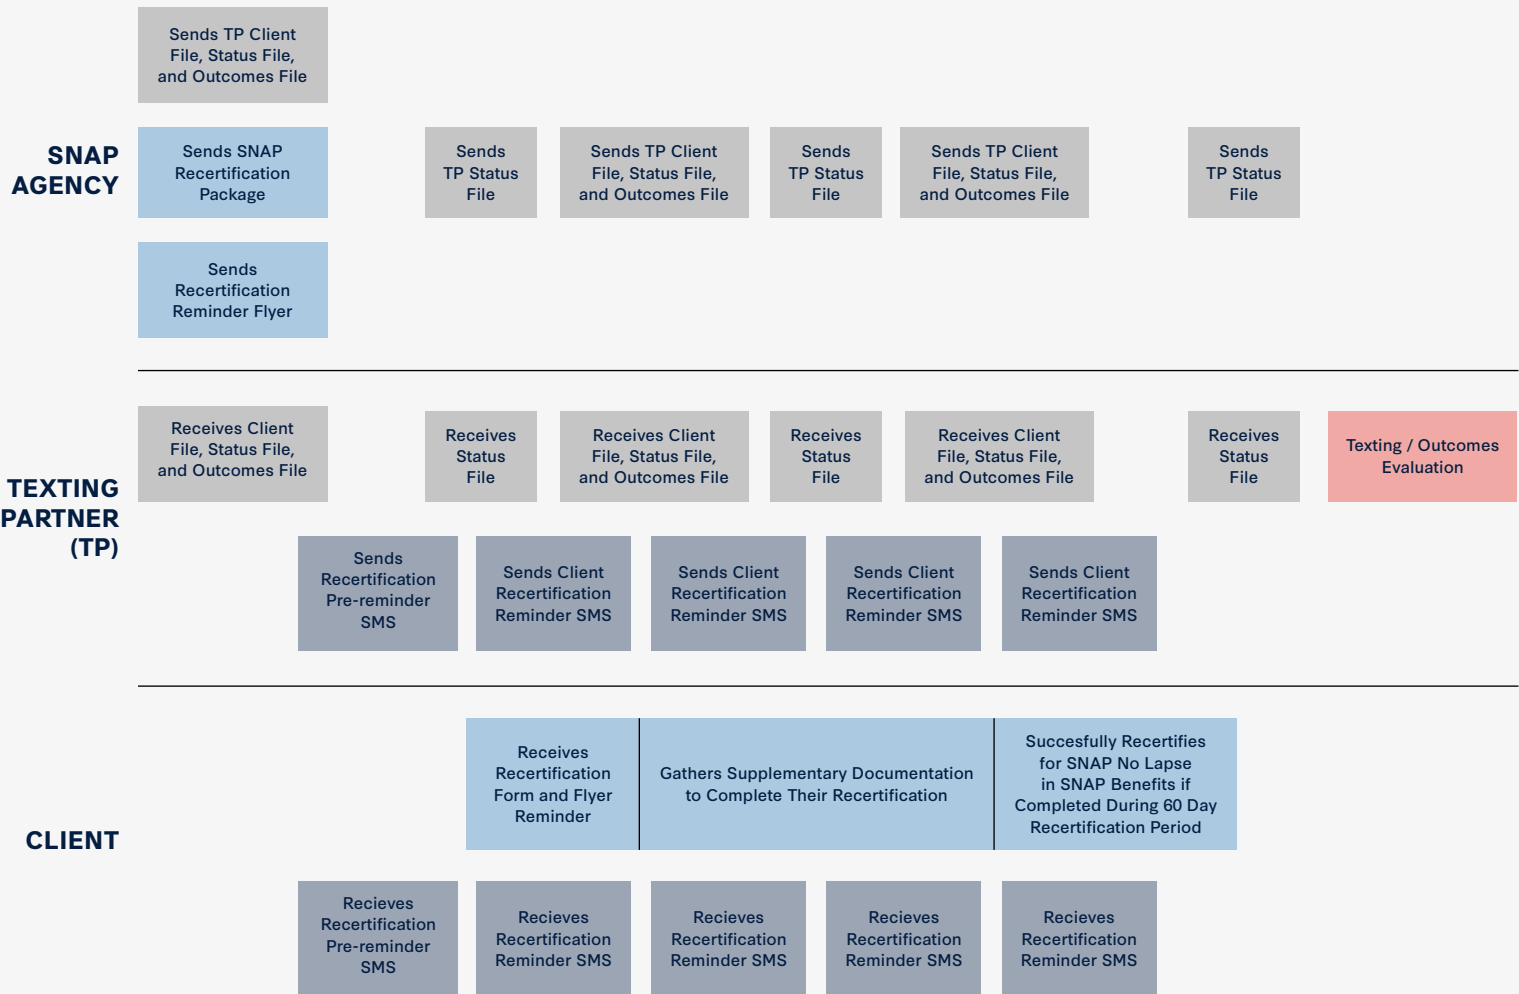 Sends TP Client
File, Status File,
and Outcomes File
SNAP
AGENCY
Sends SNAP
Recertification
Package
Sends
TP Status
File
Sends TP Client
File, Status File,
and Outcomes File
Sends
TP Status
File
Sends TP Client
File, Status File,
and Outcomes File
Sends
TP Status
File
Sends
Recertification
Reminder Flyer
TEXTING
PARTNER
(TP)
Receives Client
File, Status File,
and Outcomes File
Receives
Status
File
Receives Client
File, Status File,
and Outcomes File
Receives
Status
File
Receives Client
File, Status File,
and Outcomes File
Receives
Status
File
Texting / Outcomes
Evaluation
Sends
Recertification
Pre-reminder
SMS
Sends Client
Recertification
Reminder SMS
Sends Client
Recertification
Reminder SMS
Sends Client
Recertification
Reminder SMS
Sends Client
Recertification
Reminder SMS
CLIENT
Receives
Recertification
Form and Flyer
Reminder
Gathers Supplementary Documentation
to Complete Their Recertification
Succesfully Recertifies
for SNAP No Lapse
in SNAP Benefits if
Completed During 60 Day
Recertification Period
Recieves
Recertification
Pre-reminder
SMS
Recieves
Recertification
Reminder SMS
Recieves
Recertification
Reminder SMS
Recieves
Recertification
Reminder SMS
Recieves
Recertification
Reminder SMS